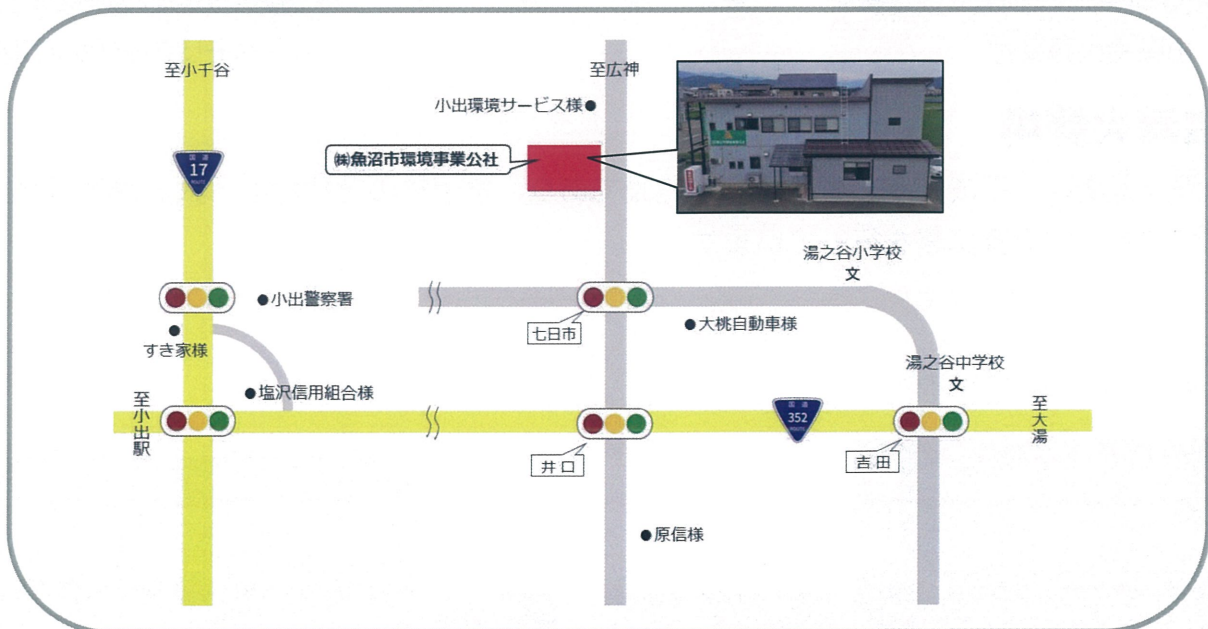 至小千谷
至広神
小出環境サービス様
㈱魚沼市環境事業公社
国道
17
ROUTE
湯之谷小学校
文
小出警察署
七日市
大桃自動車様
すき家様
湯之谷中学校
文
塩沢信用組合様
至小出駅
国道
352
ROUTE
至大湯
井口
吉田
原信様